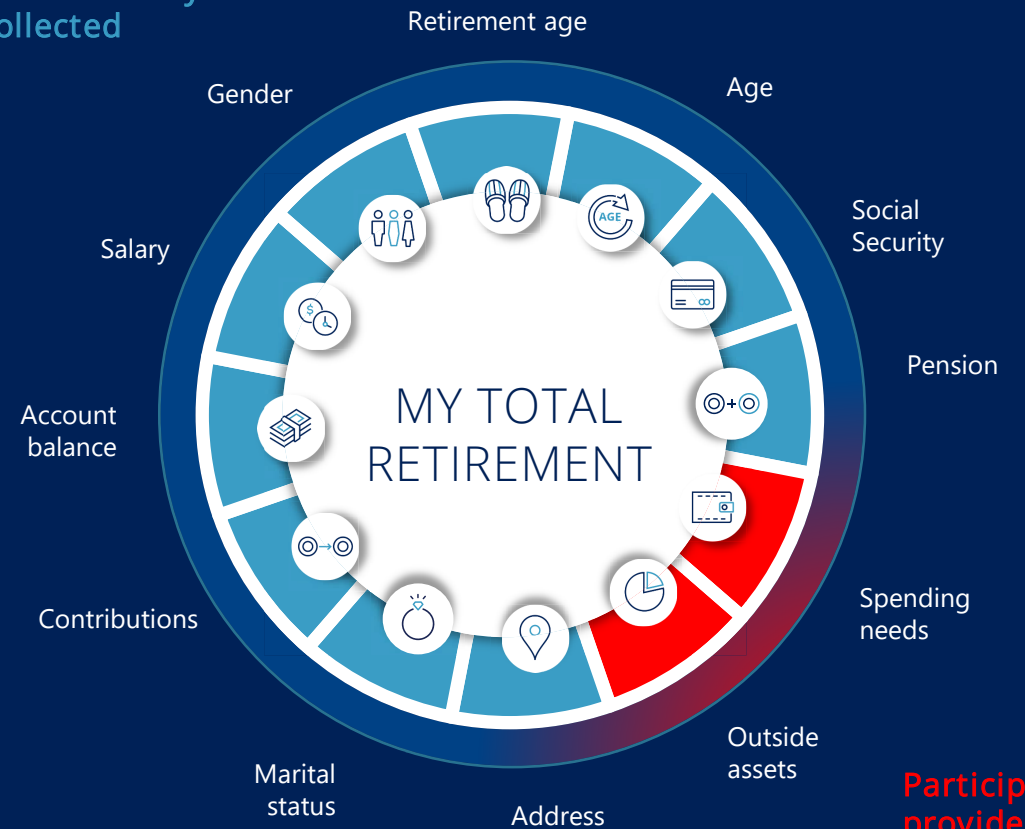 ollected
Retirement age
Gender
Age
AGE
Social
Security
Salary
$
Pension
MY TOTAL
RETIREMENT
Account
balance
Contributions
Spending
needs
Outside
assets
Marital
status
Address
Particip
provide